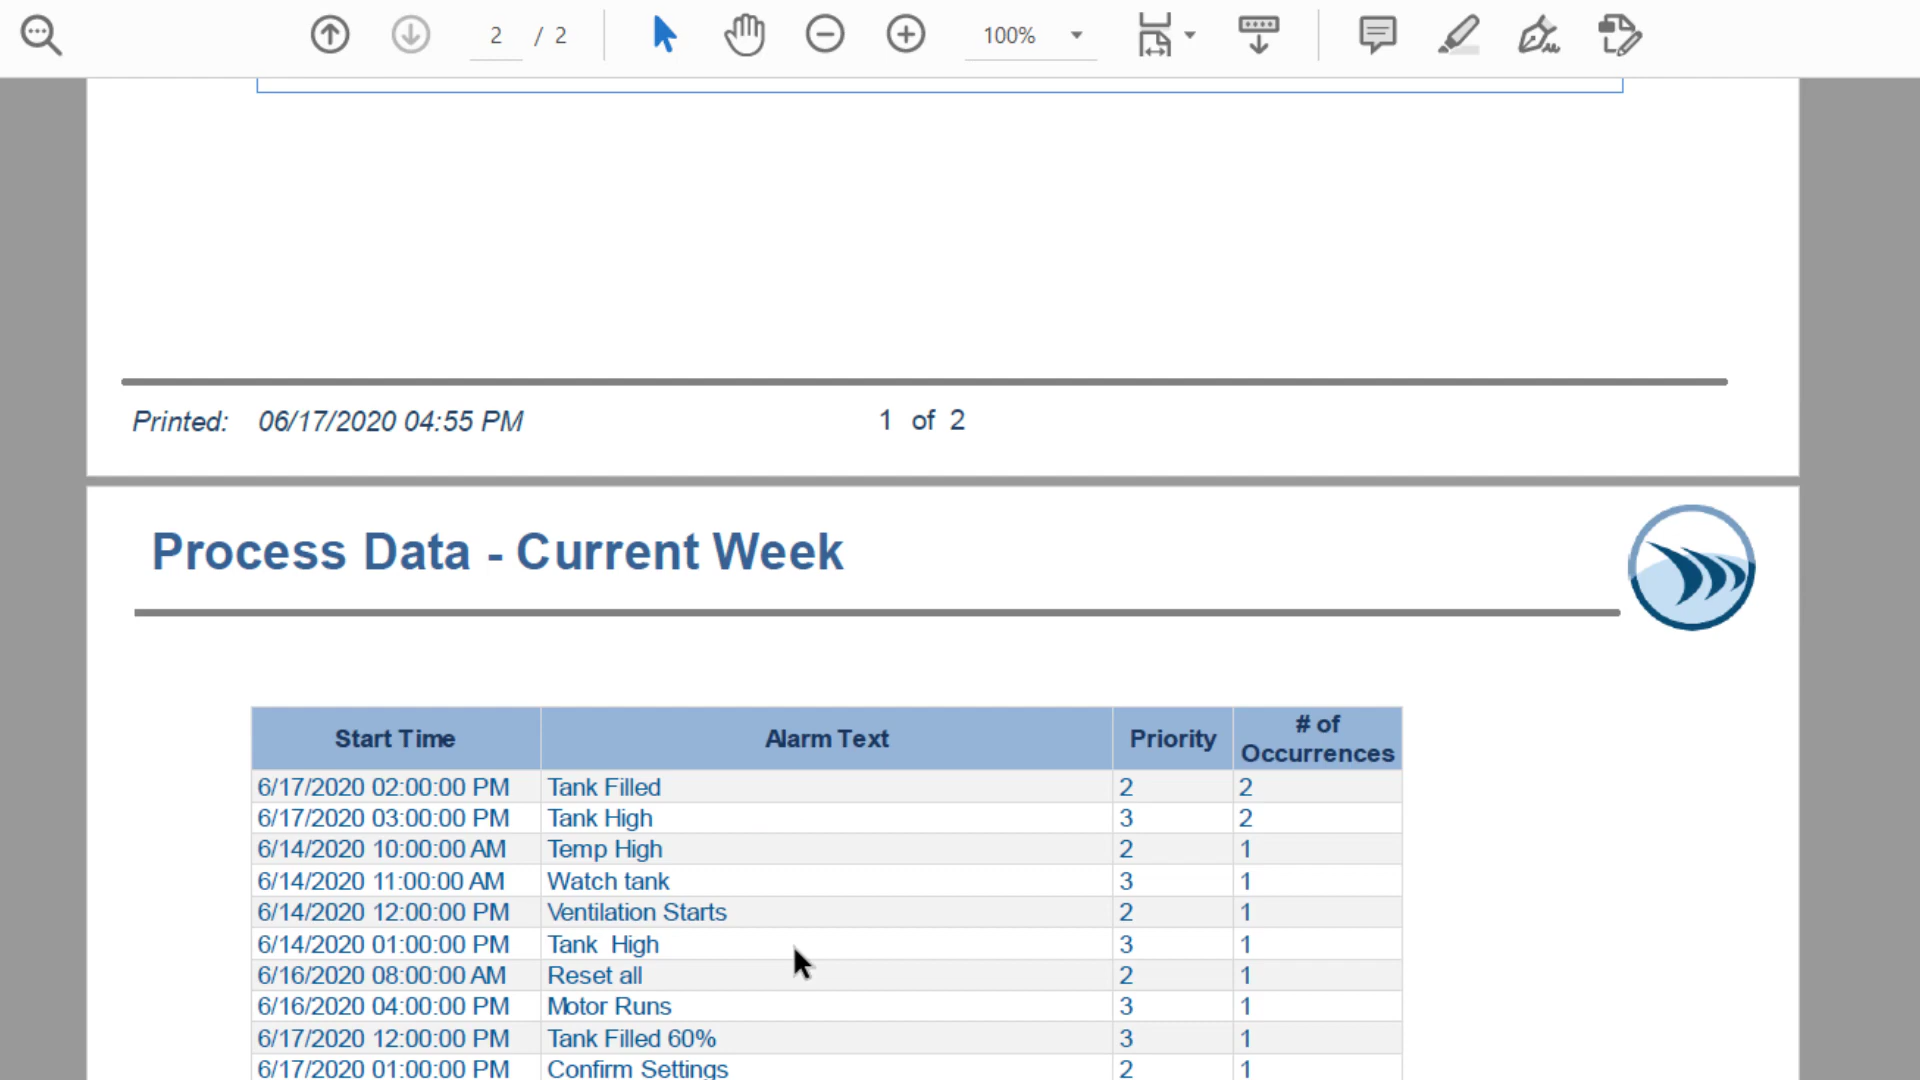 2 / 2 100%
Printed: 06/17/2020 04:55 PM 1 of 2
Process Data - Current Week
Start Time Alarm Text Priority # of Occurrences
6/17/2020 02:00:00 PM Tank Filled 2 2
6/17/2020 03:00:00 PM Tank High 3 2
6/14/2020 10:00:00 AM Temp High 2 1
6/14/2020 11:00:00 AM Watch tank 3 1
6/14/2020 12:00:00 PM Ventilation Starts 2 1
6/14/2020 01:00:00 PM Tank  High 3 1
6/16/2020 08:00:00 AM Reset all 2 1
6/16/2020 04:00:00 PM Motor Runs 3 1
6/17/2020 12:00:00 PM Tank Filled 60% 3 1
6/17/2020 01:00:00 PM Confirm Settings 2 1